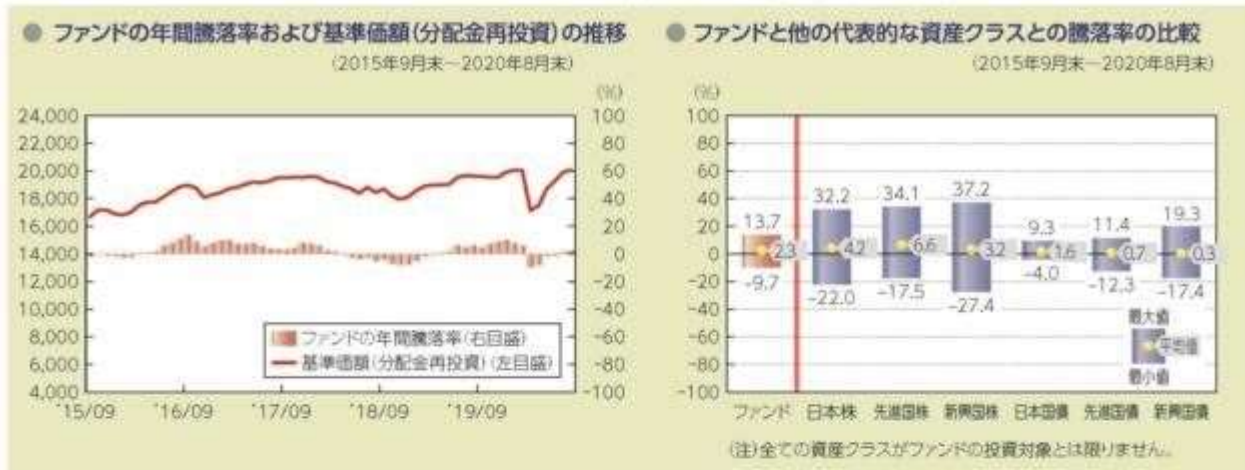 ● ファンドの年間騰落率および基準価額(分配金再投資)の推移
(2015年9月末－2020年8月末)
(%)
24,000 100
22,000 80
20,000 60
18,000 40
16,000 20
14,000 0
12,000 -20
10,000 -40
8,000 -60
6,000 -80
4,000 -100
ファンドの年間騰落率(右目盛)
基準価額(分配金再投資)(左目盛)
'15/09 '16/09 '17/09 '18/09 '19/09
● ファンドと他の代表的な資産クラスとの騰落率の比較
(2015年9月末－2020年8月末)
(%)
100
80
60
40
20
0
-20
-40
-60
-80
-100
13.7 32.2 34.1 37.2 9.3 11.4 19.3
2.3 4.2 6.6 3.2 1.6 0.7 0.3
-9.7 -22.0 -17.5 -27.4 -4.0 -12.3 -17.4
最大値
平均値
最小値
ファンド 日本株 先進国株 新興国株 日本国債 先進国債 新興国債
(注)全ての資産クラスがファンドの投資対象とは限りません。